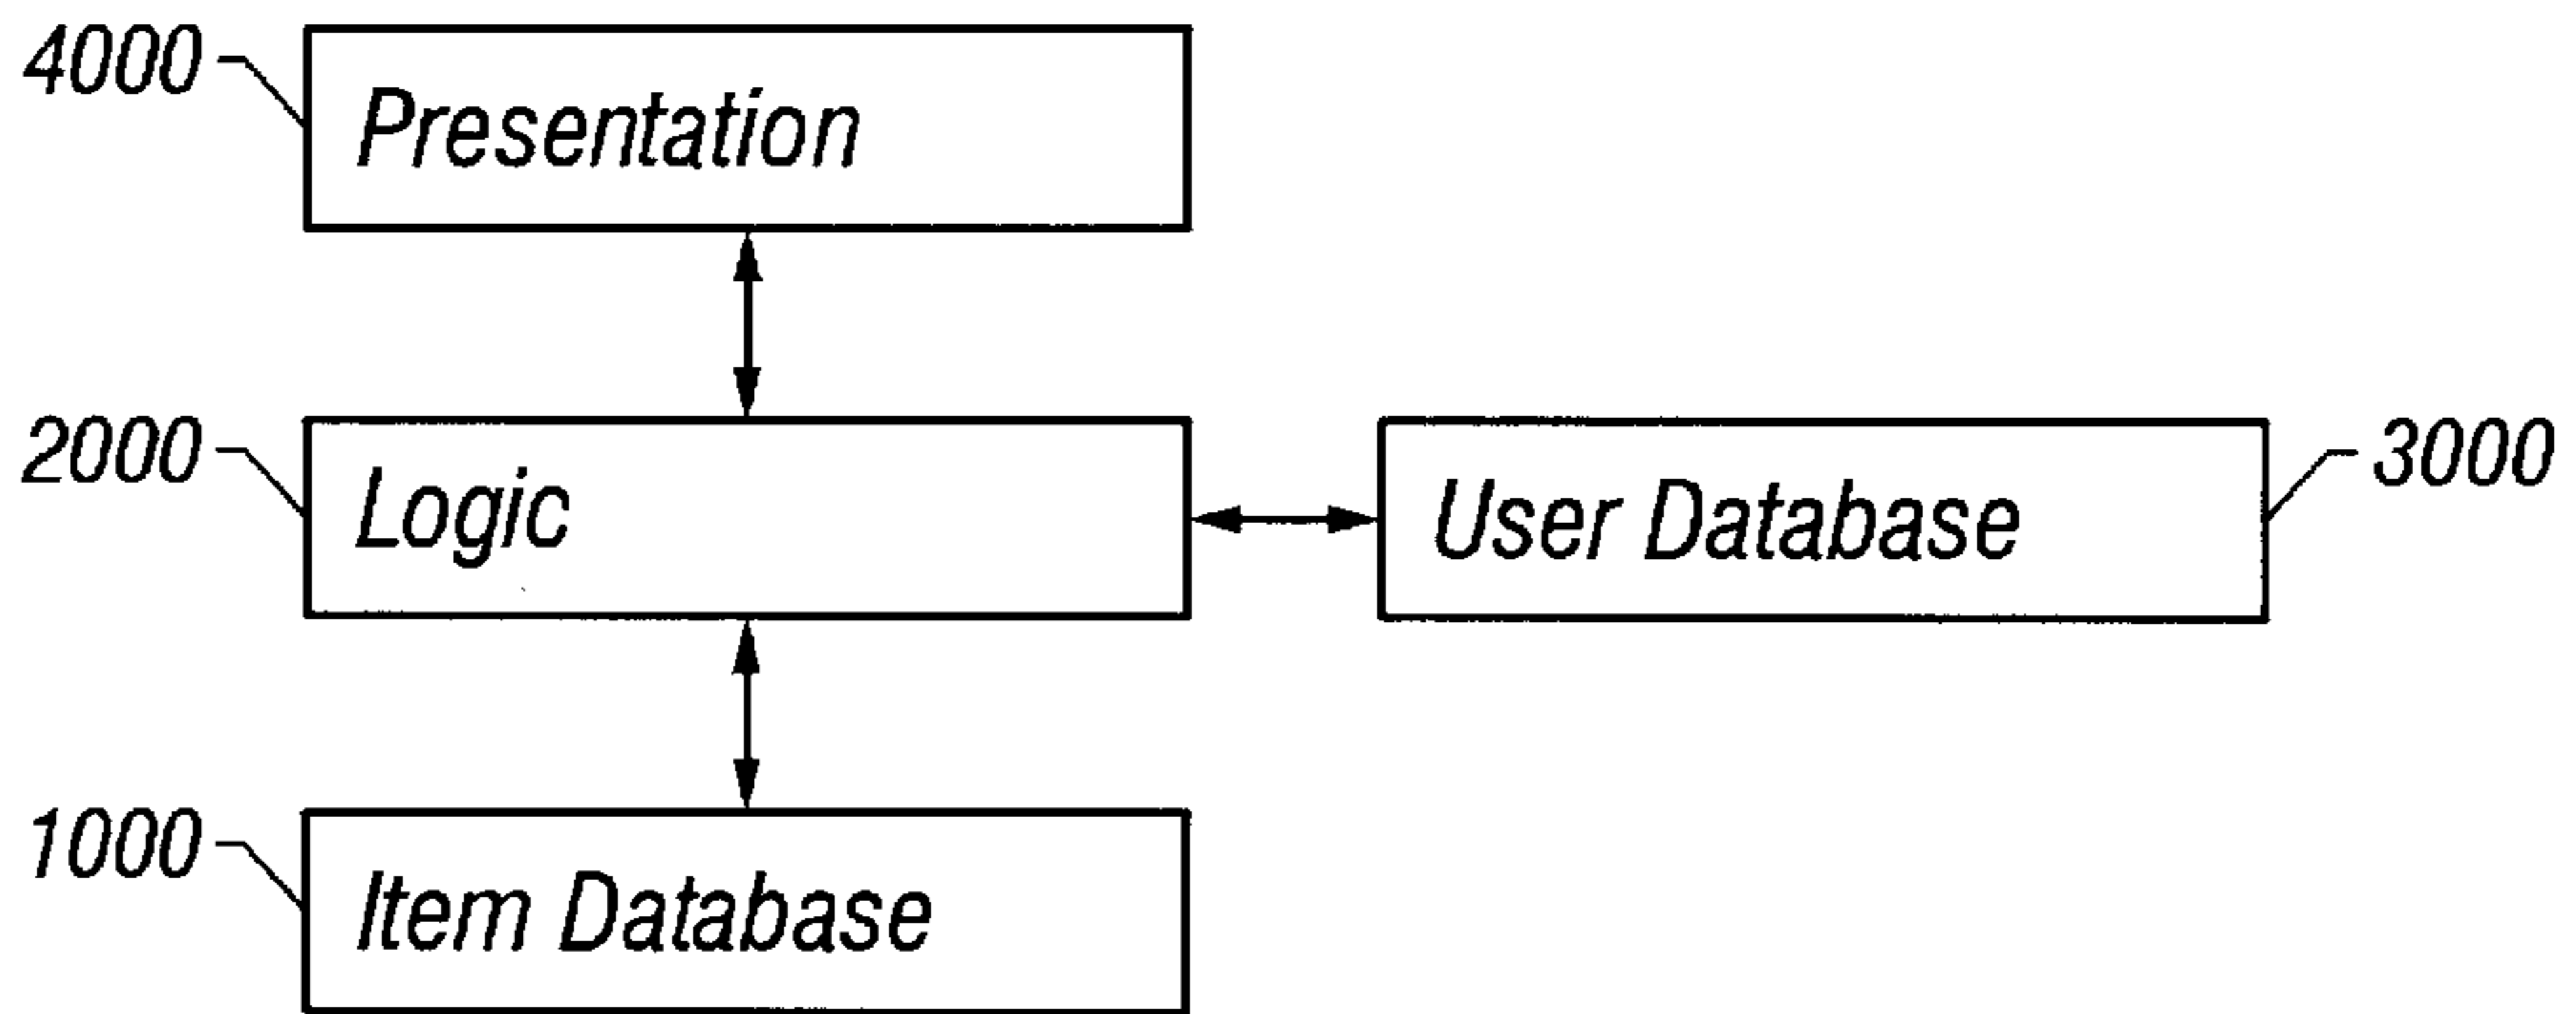 4000
Presentation
2000
Logic
User Database
3000
1000
Item Database